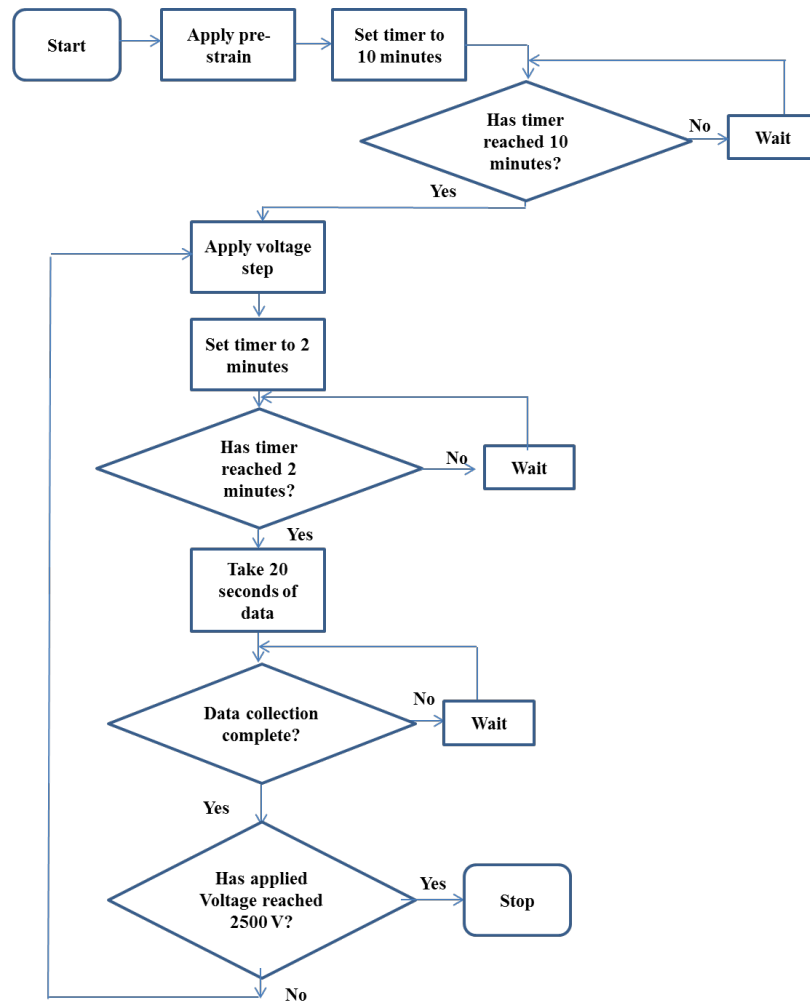 Start
Apply pre-
strain
Set timer to
10 minutes
Has timer
reached 10
minutes?
No
Wait
Yes
Apply voltage
step
Set timer to 2
minutes
Has timer
reached 2
minutes?
No
Wait
Yes
Take 20
seconds of
data
Data collection
complete?
No
Wait
Yes
Has applied
Voltage reached
2500 V?
Yes
Stop
No